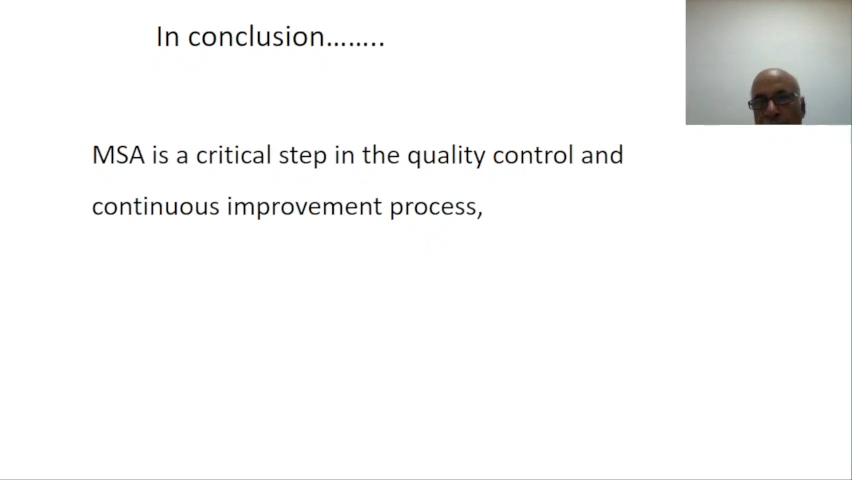 In conclusion……..
MSA is a critical step in the quality control and
continuous improvement process,